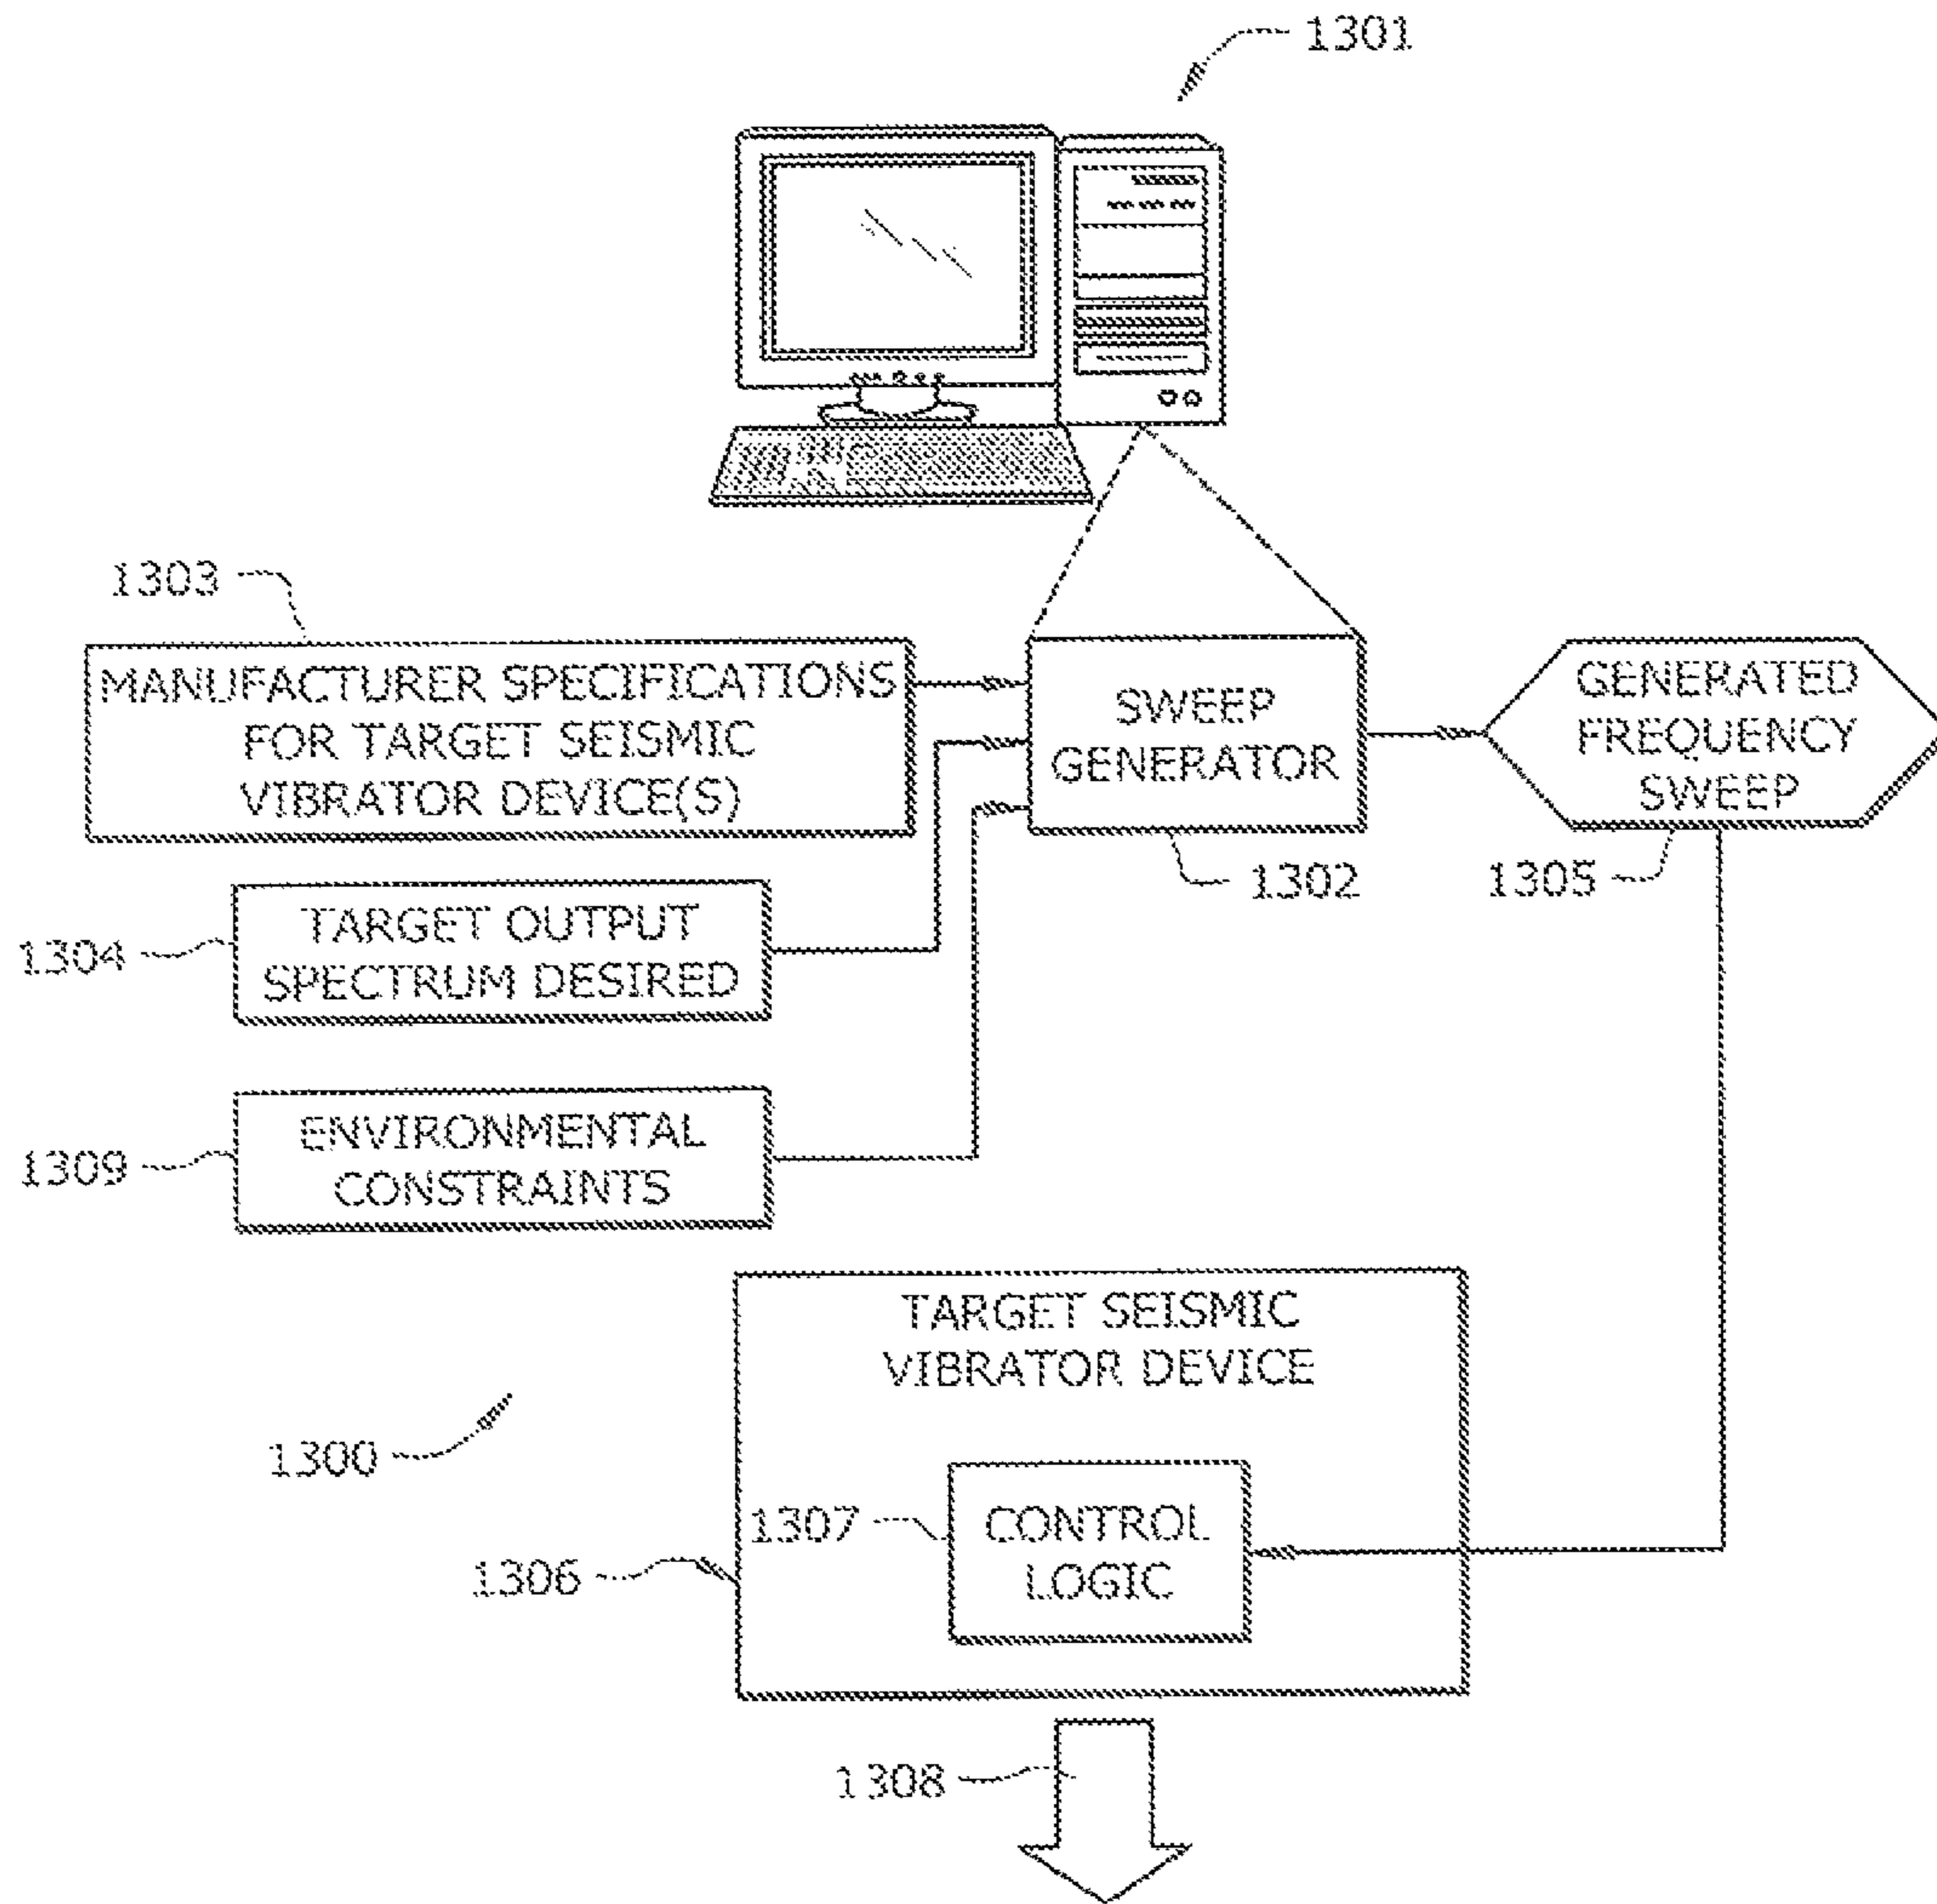 1301
1303
MANUFACTURER SPECIFICATIONS
FOR TARGET SEISMIC
VIBRATOR DEVICE(S)
SWEEP
GENERATOR
GENERATED
FREQUENCY
SWEEP
1302
1305
1304
TARGET OUTPUT
SPECTRUM DESIRED
1309
ENVIRONMENTAL
CONSTRAINTS
TARGET SEISMIC
VIBRATOR DEVICE
1300
1307
CONTROL
LOGIC
1306
1308